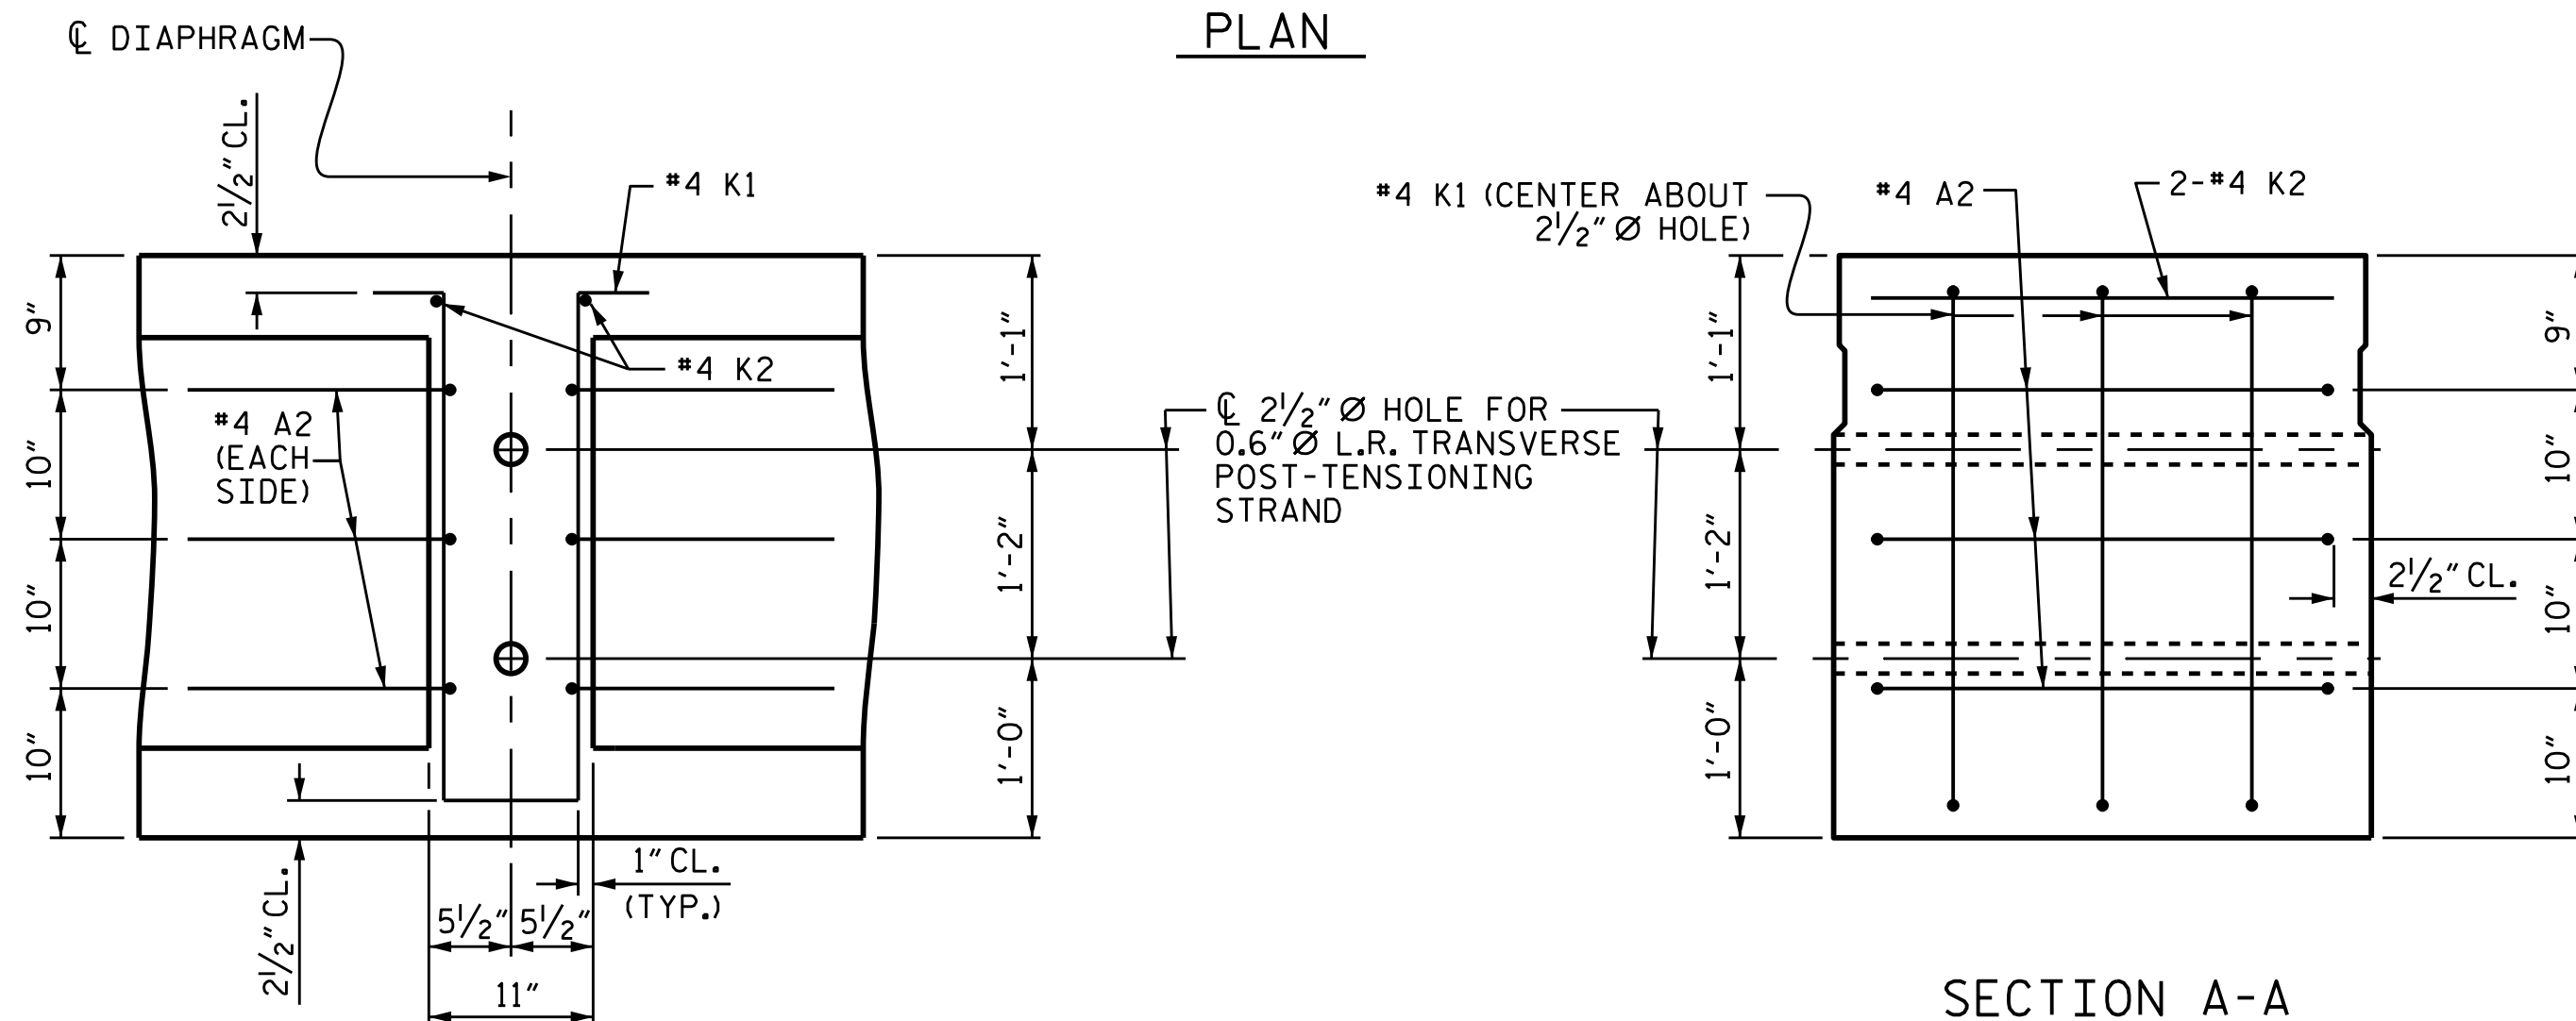 PLAN
℄ DIAPHRAGM
2½" CL.
#4 K1
#4 K2
9"
10"
10"
10"
#4 A2
(EACH
SIDE)
1'-1"
1'-2"
1'-0"
2½" CL.
1" CL.
(TYP.)
5½"
5½"
11"
℄ 2½" Ø HOLE FOR
0.6" Ø L.R. TRANSVERSE
POST-TENSIONING
STRAND
#4 K1 (CENTER ABOUT
2½" Ø HOLE)
#4 A2
2-#4 K2
1'-1"
1'-2"
1'-0"
9"
10"
10"
10"
2½" CL.
SECTION A-A